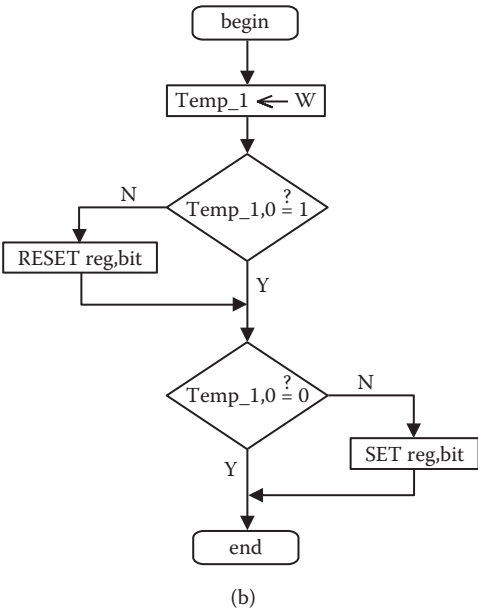 begin
Temp_1 ← W
N
Temp_1,0 ≟ 1
RESET reg,bit
Y
Temp_1,0 ≟ 0
N
SET reg,bit
Y
end
(b)